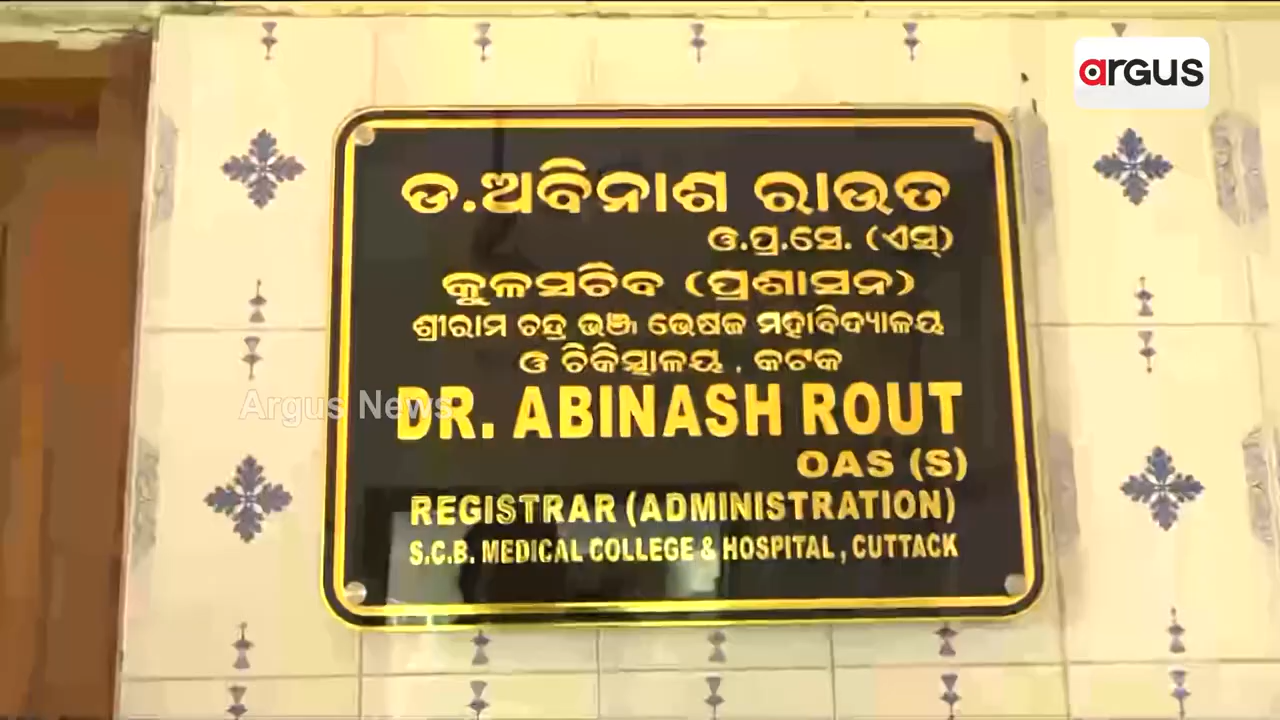 argus
ଡ.ଅବିନାଶ ରାଉତ
ଓ.ପ୍ର.ସେ. (ଏସ୍)
କୁଳସଚିବ (ପ୍ରଶାସନ)
ଶ୍ରୀରାମ ଚନ୍ଦ୍ର ଭଞ୍ଜ ଭେଷଜ ମହାବିଦ୍ୟାଳୟ
ଓ ଚିକିତ୍ସାଳୟ , କଟକ
Argus News
DR. ABINASH ROUT
OAS (S)
REGISTRAR (ADMINISTRATION)
S.C.B. MEDICAL COLLEGE & HOSPITAL, CUTTACK